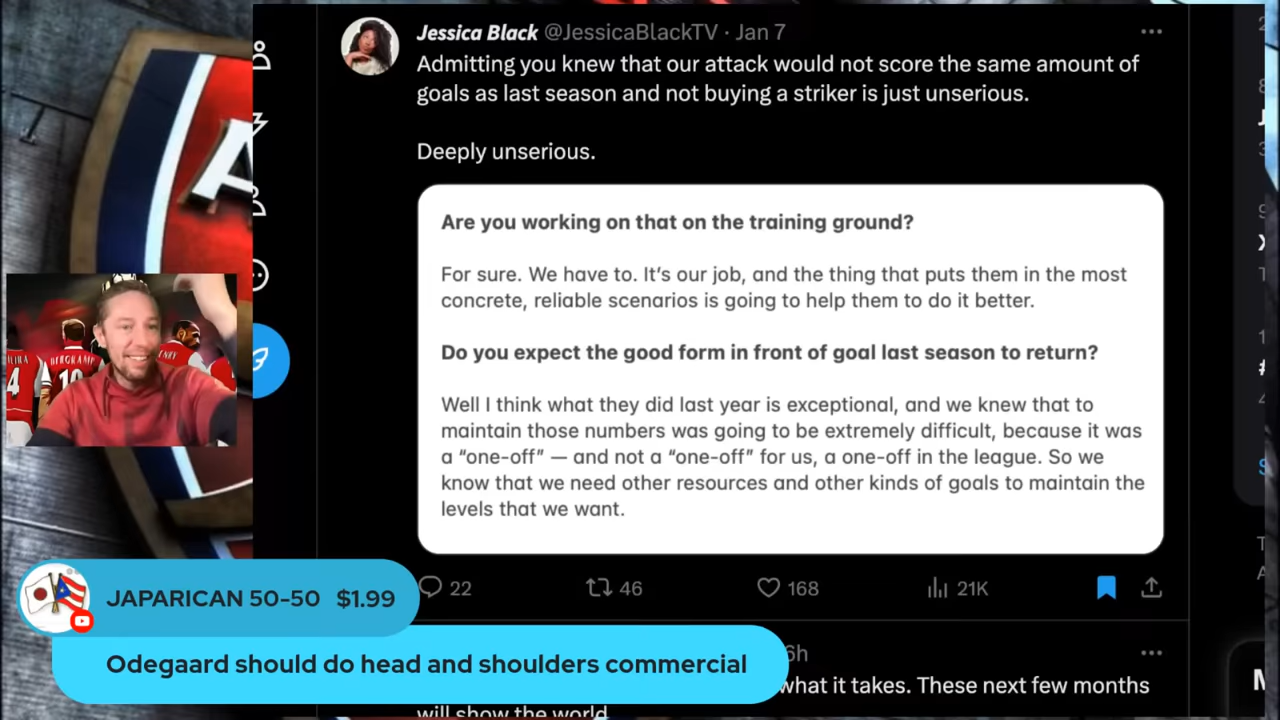 Jessica Black @JessicaBlackTV · Jan 7
Admitting you knew that our attack would not score the same amount of
goals as last season and not buying a striker is just unserious.
Deeply unserious.
Are you working on that on the training ground?
For sure. We have to. It's our job, and the thing that puts them in the most
concrete, reliable scenarios is going to help them to do it better.
Do you expect the good form in front of goal last season to return?
Well I think what they did last year is exceptional, and we knew that to
maintain those numbers was going to be extremely difficult, because it was
a “one-off” — and not a “one-off” for us, a one-off in the league. So we
know that we need other resources and other kinds of goals to maintain the
levels that we want.
22 46 168 21K
4 BERGKAMP 10
JAPARICAN 50-50 $1.99
Odegaard should do head and shoulders commercial
6h
what it takes. These next few months
will show the world